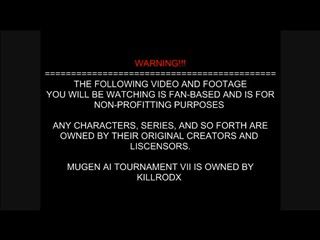 WARNING!!!
============================================
THE FOLLOWING VIDEO AND FOOTAGE
YOU WILL BE WATCHING IS FAN-BASED AND IS FOR
NON-PROFITTING PURPOSES
ANY CHARACTERS, SERIES, AND SO FORTH ARE
OWNED BY THEIR ORIGINAL CREATORS AND
LISCENSORS.
MUGEN AI TOURNAMENT VII IS OWNED BY
KILLRODX